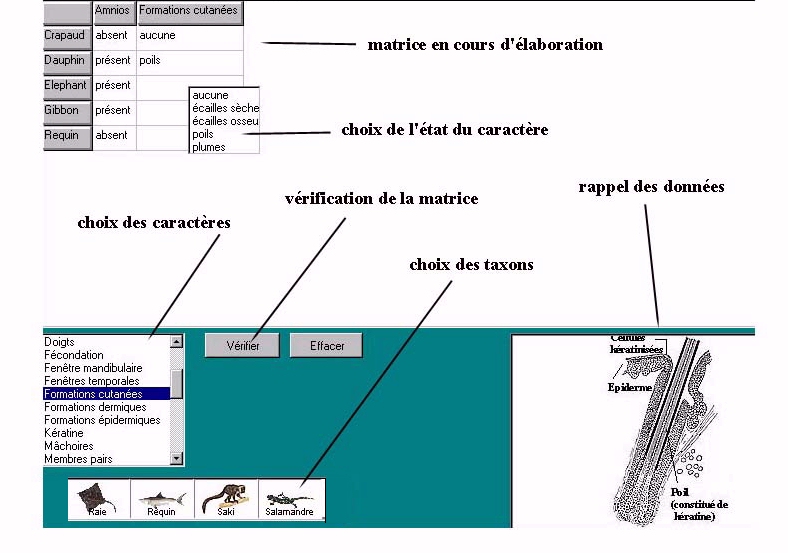 Amnios Formations cutanées
Crapaud absent aucune
Dauphin présent poils
Elephant présent
Gibbon présent
Requin absent
aucune
écailles sèche
écailles osseu
poils
plumes
matrice en cours d'élaboration
choix de l'état du caractère
rappel des données
vérification de la matrice
choix des caractères
choix des taxons
Doigts
Fécondation
Fenêtre mandibulaire
Fenêtres temporales
Formations cutanées
Formations dermiques
Formations épidermiques
Kératine
Mâchoires
Membres pairs
Vérifier Effacer
Cellules
kératinisées
Epiderme
Poil
(constitué de
kératine)
Raie Requin Saki Salamandre